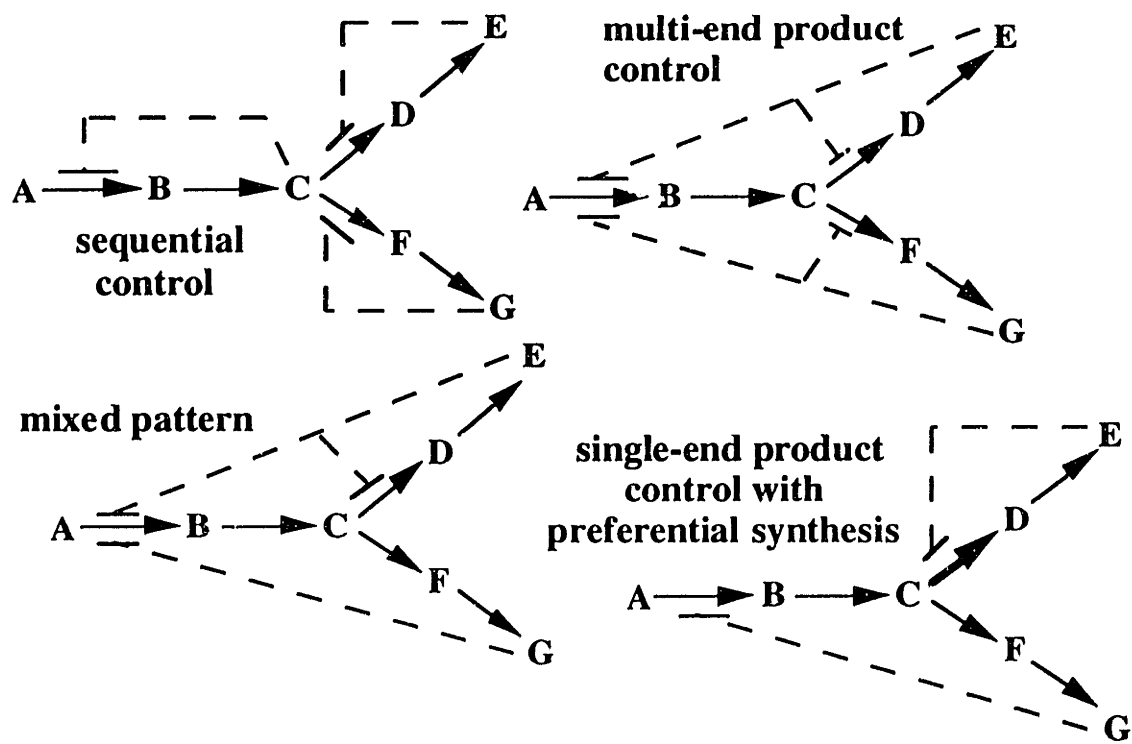 E
D
A B C
F
G
sequential
control
multi-end product
control
E
D
A B C
F
G
mixed pattern
E
D
A B C
F
G
single-end product
control with
preferential synthesis
E
D
A B C
F
G